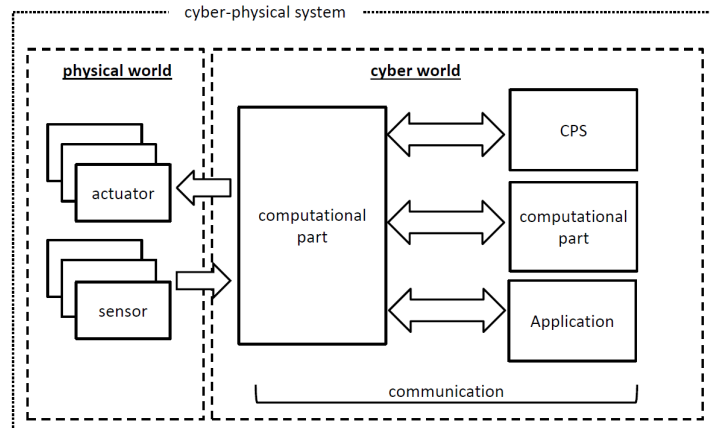 cyber-physical system
physical world
cyber world
actuator
sensor
computational
part
CPS
computational
part
Application
communication